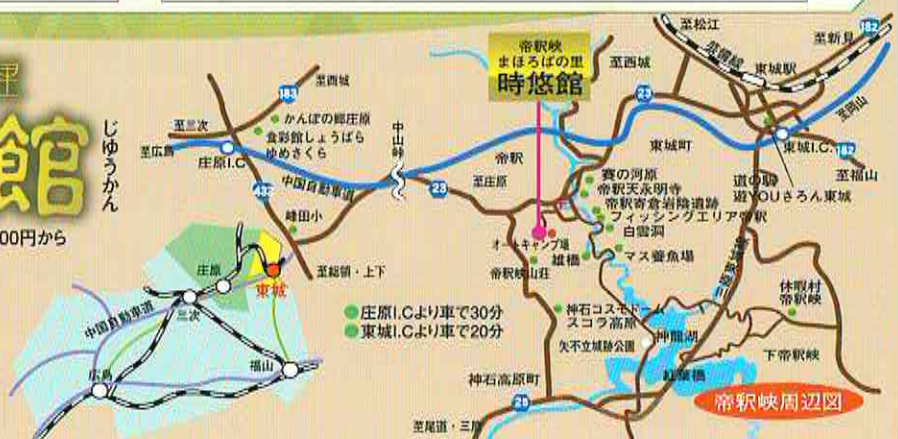 館
じゆうかん
00円から
帝釈峡
まほろばの里
時悠館
至松江
182
至新見
至備後
東城駅
至西城
至西城
183
かんぽの郷庄原
食彩館しょうばら
ゆめさくら
至三次
至広島
庄原I.C
中国自動車道
432
峰田小
至総領・上下
中山峠
23
至庄原
帝釈
23
東城町
東城I.C.
至岡山
182
至福山
道の駅
遊YOUさろん東城
賽の河原
帝釈天永明寺
帝釈寄倉岩陰遺跡
フィッシングエリア帝釈
白雲洞
オートキャンプ場
雄橋
マス養魚場
帝釈峡山荘
神石コスモドーム
スコラ高原
矢不立城跡公園
神龍湖
紅葉橋
休暇村
帝釈峡
下帝釈峡
神石高原町
25
至尾道・三原
帝釈峡周辺図
庄原I.Cより車で30分
東城I.Cより車で20分
庄原
東城
三次
中国自動車道
広島
福山